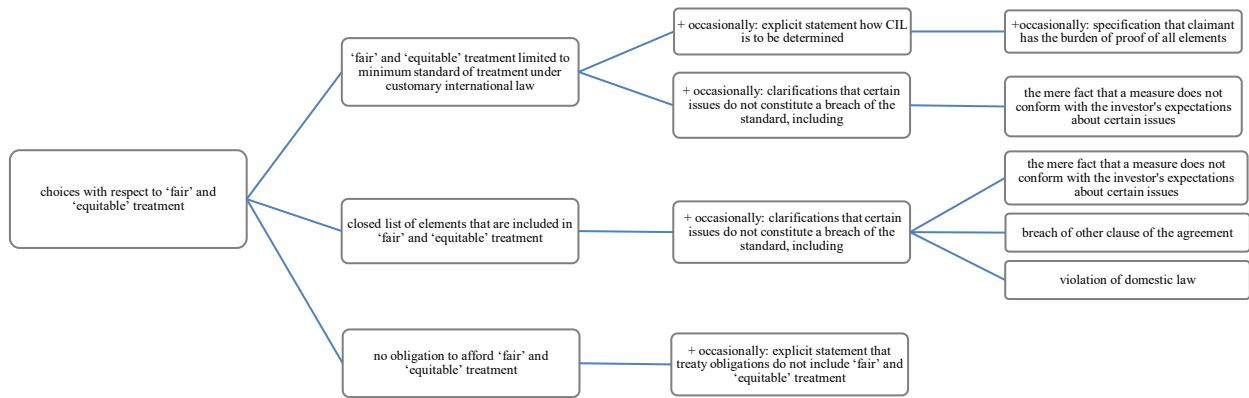 choices with respect to ‘fair’ and
‘equitable’ treatment
‘fair’ and ‘equitable’ treatment limited to
minimum standard of treatment under
customary international law
+ occasionally: explicit statement how CIL
is to be determined
+occasionally: specification that claimant
has the burden of proof of all elements
+ occasionally: clarifications that certain
issues do not constitute a breach of the
standard, including
the mere fact that a measure does not
conform with the investor's expectations
about certain issues
closed list of elements that are included in
‘fair’ and ‘equitable’ treatment
+ occasionally: clarifications that certain
issues do not constitute a breach of the
standard, including
the mere fact that a measure does not
conform with the investor's expectations
about certain issues
breach of other clause of the agreement
violation of domestic law
no obligation to afford ‘fair’ and
‘equitable’ treatment
+ occasionally: explicit statement that
treaty obligations do not include ‘fair’ and
‘equitable’ treatment